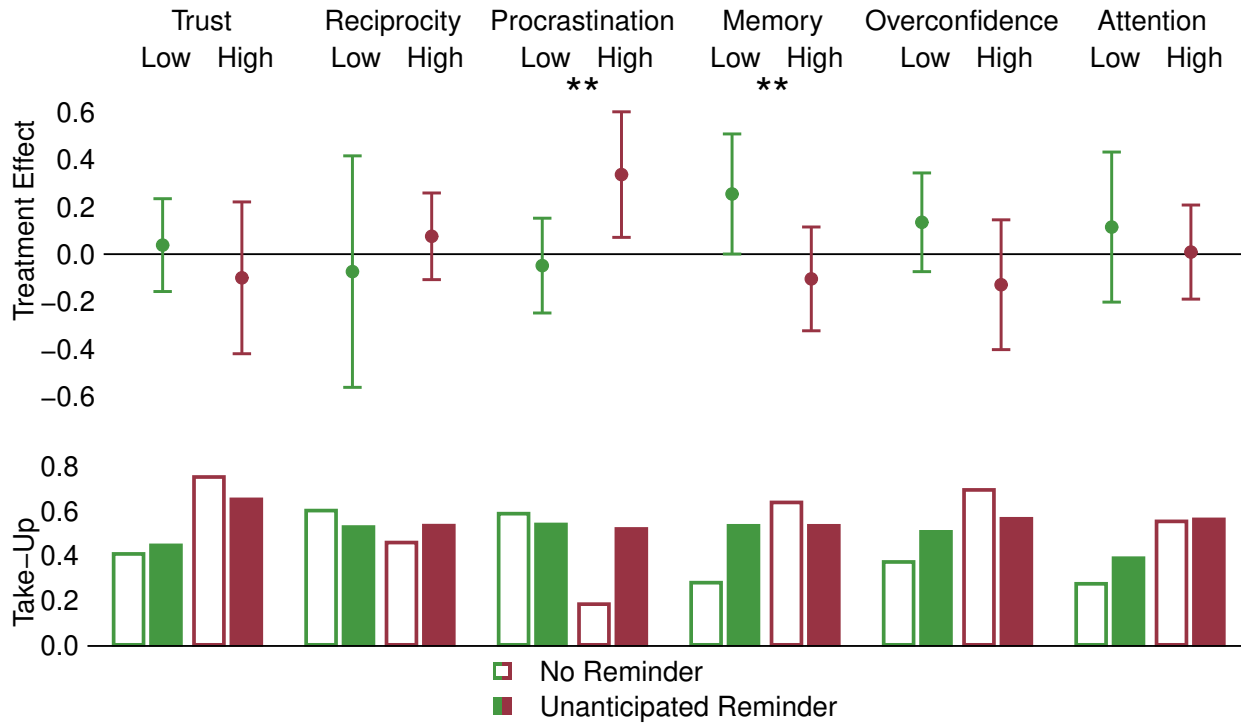 Trust Reciprocity Procrastination Memory Overconfidence Attention
Low High Low High Low High Low High Low High Low High
** **
Treatment Effect
0.6
0.4
0.2
0.0
−0.2
−0.4
−0.6
Take−Up
0.8
0.6
0.4
0.2
0.0
No Reminder
Unanticipated Reminder